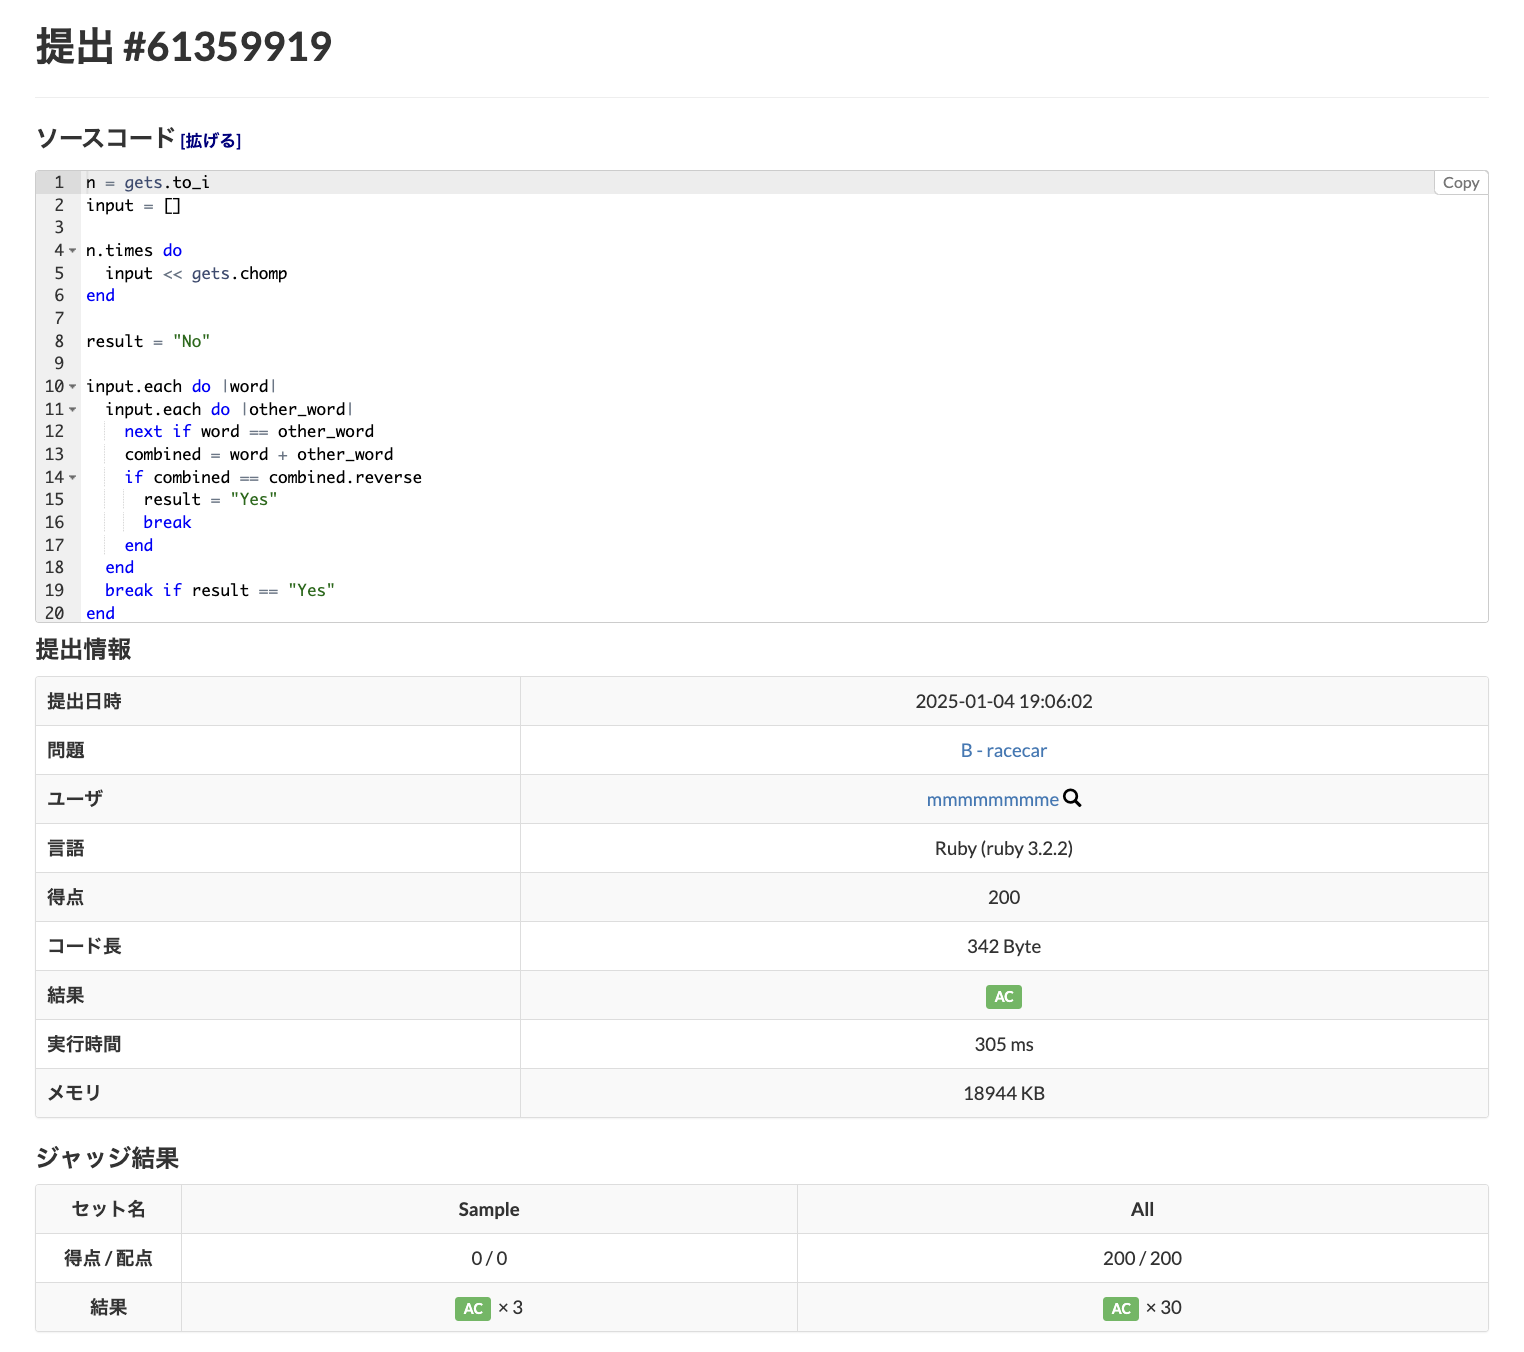 提出 #61359919
ソースコード [拡げる]
Copy
1 n = gets.to_i
2 input = []
3
4 n.times do
5   input << gets.chomp
6 end
7
8 result = "No"
9
10 input.each do |word|
11   input.each do |other_word|
12     next if word == other_word
13     combined = word + other_word
14     if combined == combined.reverse
15       result = "Yes"
16       break
17     end
18   end
19   break if result == "Yes"
20 end
提出情報
提出日時 2025-01-04 19:06:02
問題 B - racecar
ユーザ mmmmmmmme
言語 Ruby (ruby 3.2.2)
得点 200
コード長 342 Byte
結果 AC
実行時間 305 ms
メモリ 18944 KB
ジャッジ結果
セット名 Sample All
得点 / 配点 0 / 0 200 / 200
結果 AC × 3 AC × 30